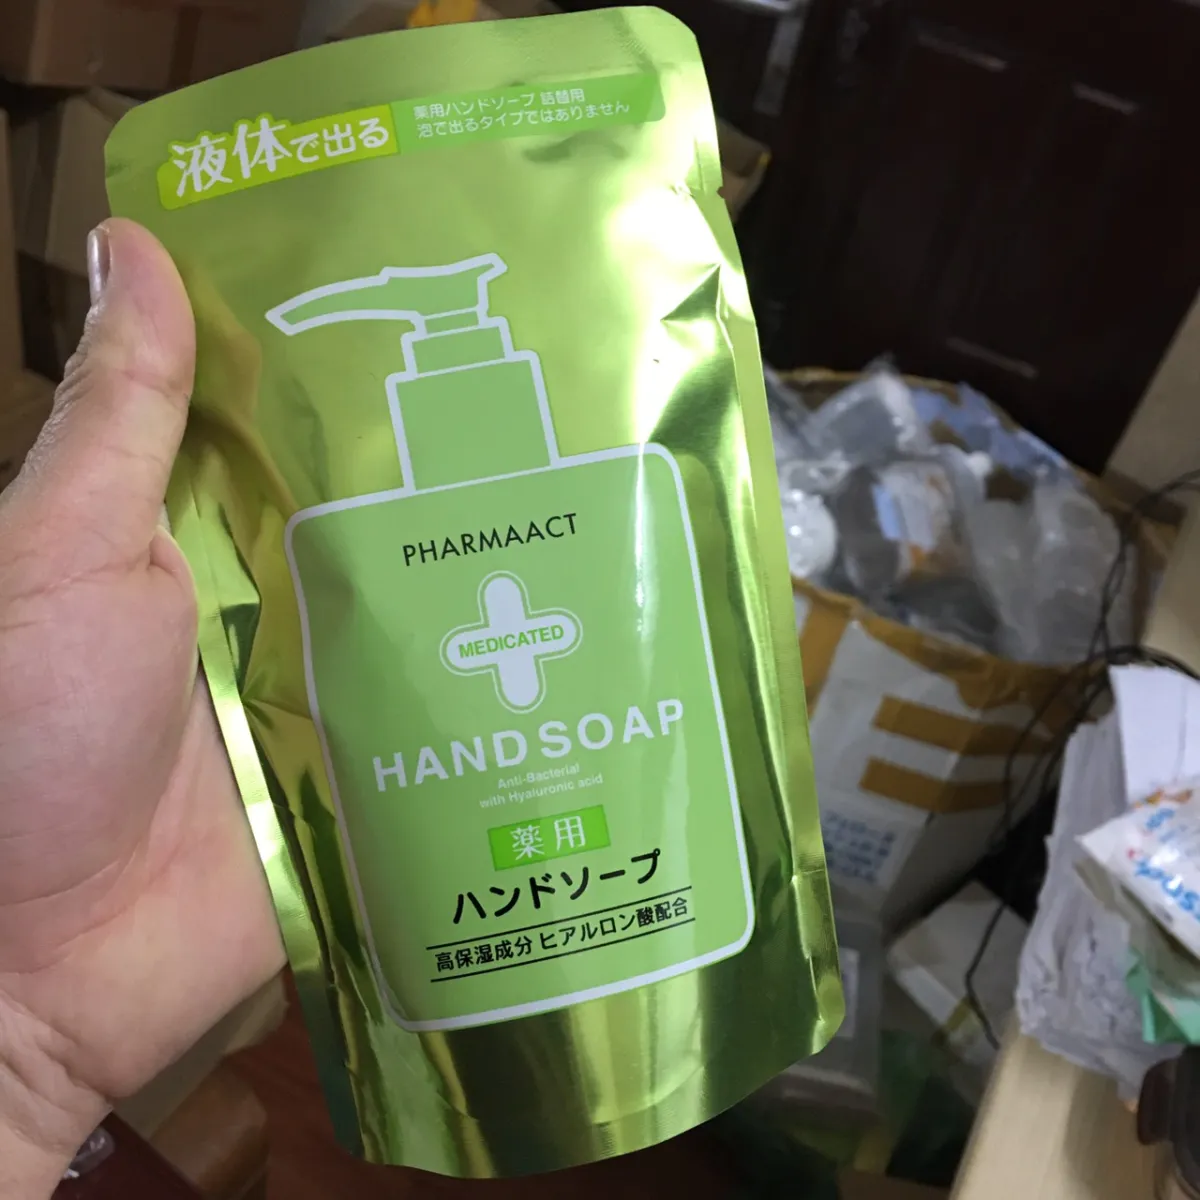 液体で出る
薬用ハンドソープ 詰替用
泡で出るタイプではありません
PHARMAACT
MEDICATED
HAND SOAP
Anti-Bacterial
with Hyaluronic acid
薬用
ハンドソープ
高保湿成分 ヒアルロン酸配合